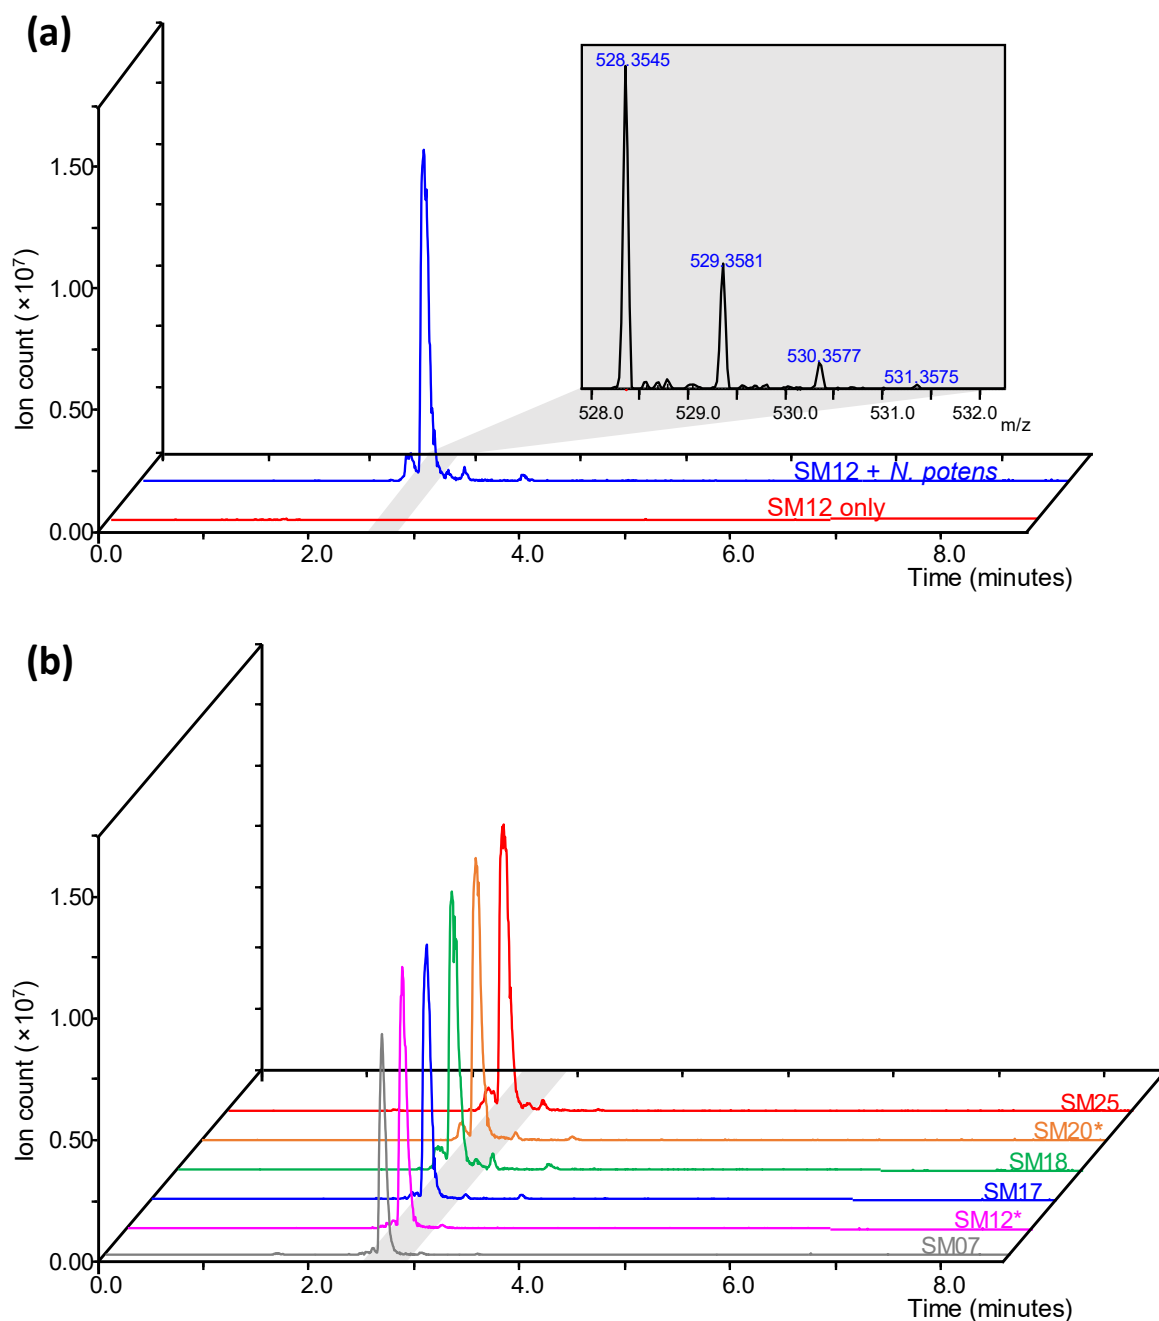 (a)
528.3545
529.3581
530.3577
531.3575
528.0 529.0 530.0 531.0 532.0
m/z
1.50
1.00
0.50
0.00
Ion count (×10⁷)
SM12 + N. potens
SM12 only
0.0 2.0 4.0 6.0 8.0
Time (minutes)
(b)
1.50
1.00
0.50
0.00
Ion count (×10⁷)
SM25
SM20*
SM18
SM17
SM12*
SM07
0.0 2.0 4.0 6.0 8.0
Time (minutes)